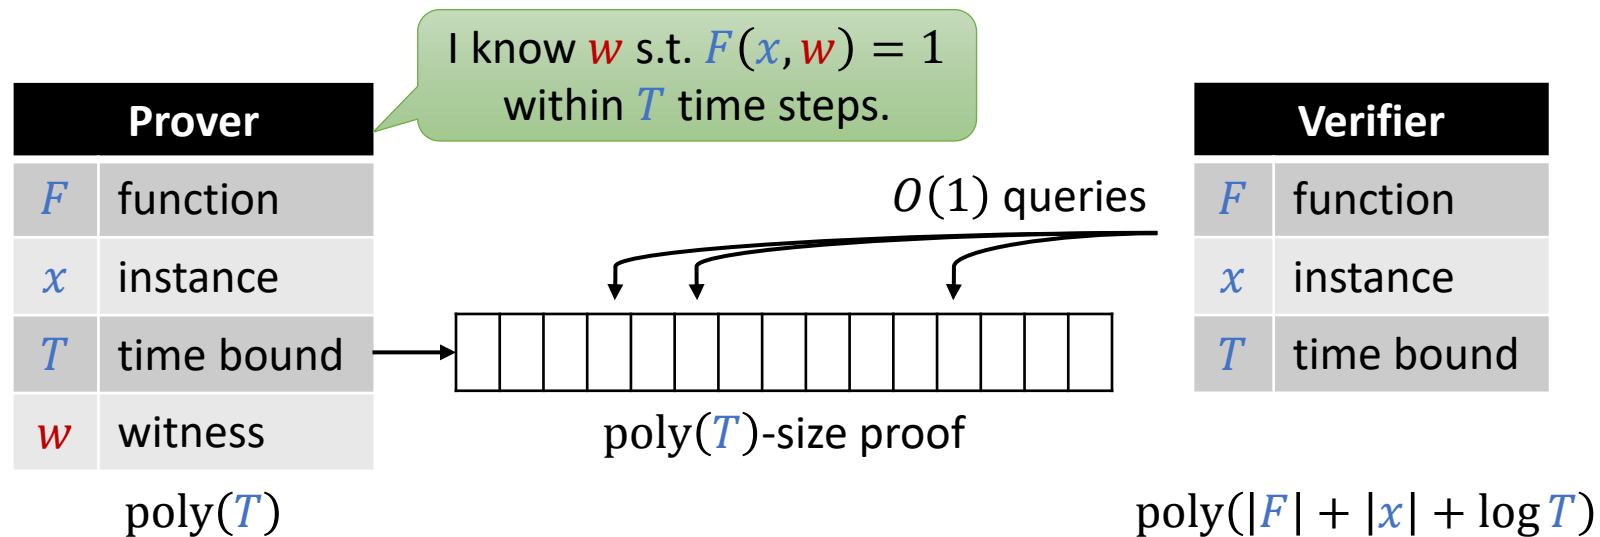 I know w s.t. F(x, w) = 1
within T time steps.
Prover
F function
x instance
T time bound
w witness
poly(T)
O(1) queries
poly(T)-size proof
Verifier
F function
x instance
T time bound
poly(|F| + |x| + log T)